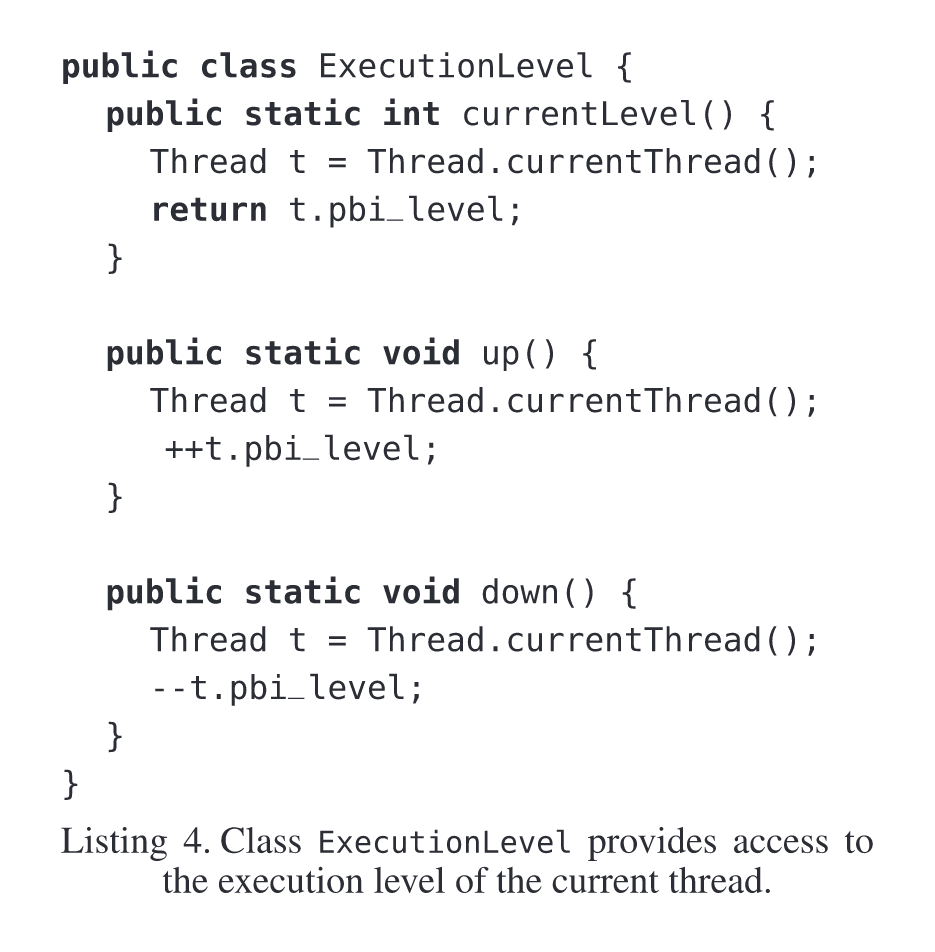 public class ExecutionLevel {
public static int currentLevel() {
Thread t = Thread.currentThread();
return t.pbi_level;
}
public static void up() {
Thread t = Thread.currentThread();
++t.pbi_level;
}
public static void down() {
Thread t = Thread.currentThread();
--t.pbi_level;
}
}
Listing 4. Class ExecutionLevel provides access to
the execution level of the current thread.